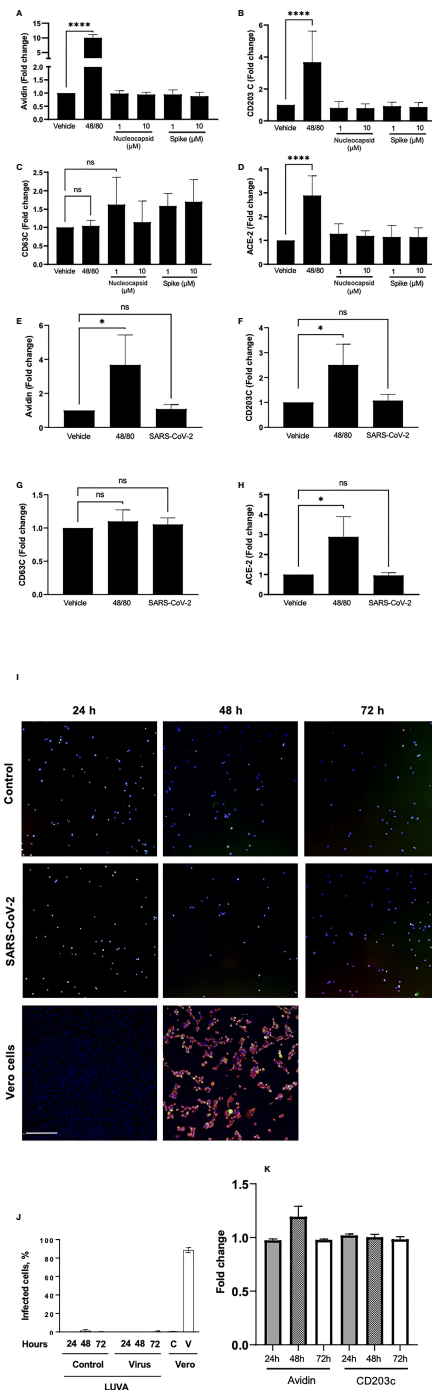 A
Avidin (Fold change)
15
10
5
2.0
1.5
1.0
0.5
0.0
****
Vehicle 48/80 1 10 1 10
Nucleocapsid (µM)
Spike (µM)
B
CD203 C (Fold change)
6
4
2
0
****
Vehicle 48/80 1 10 1 10
Nucleocapsid (µM)
Spike (µM)
C
CD63C (Fold change)
2.5
2.0
1.5
1.0
0.5
0.0
ns
ns
Vehicle 48/80 1 10 1 10
Nucleocapsid (µM)
Spike (µM)
D
ACE-2 (Fold change)
5
4
3
2
1
0
****
Vehicle 48/80 1 10 1 10
Nucleocapsid (µM)
Spike (µM)
E
Avidin (Fold change)
6
4
2
0
ns
*
Vehicle 48/80 SARS-CoV-2
F
CD203C (Fold change)
4
3
2
1
0
ns
*
Vehicle 48/80 SARS-CoV-2
G
CD63C (Fold change)
1.5
1.0
0.5
0.0
ns
ns
Vehicle 48/80 SARS-CoV-2
H
ACE-2 (Fold change)
5
4
3
2
1
0
ns
*
Vehicle 48/80 SARS-CoV-2
I
24 h 48 h 72 h
Control
SARS-CoV-2
Vero cells
J
Infected cells, %
100
80
60
40
20
0
Hours 24 48 72 24 48 72 C V
Control Virus Vero
LUVA
K
Fold change
1.5
1.0
0.5
0.0
24h 48h 72h 24h 48h 72h
Avidin CD203c